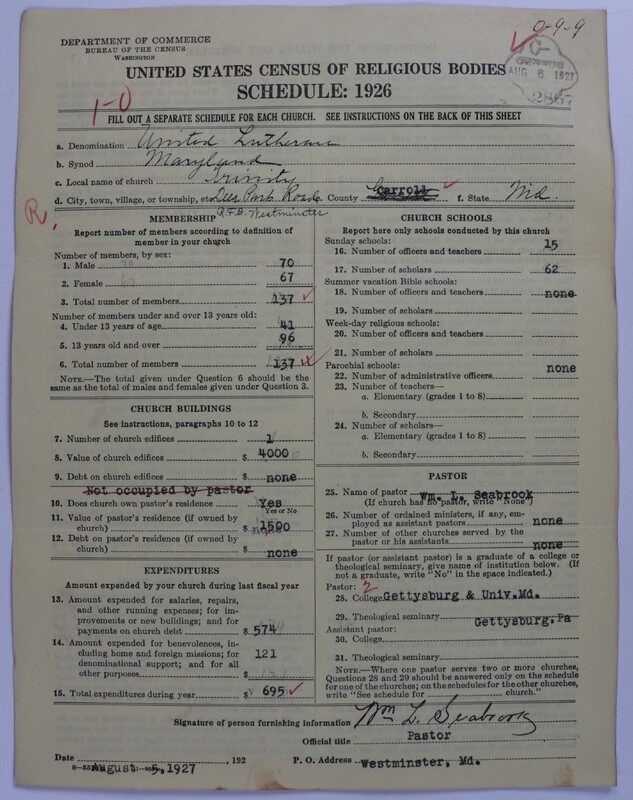 0-9-9
DEPARTMENT OF COMMERCE
BUREAU OF THE CENSUS
WASHINGTON
CENSUS
AUG 6 1927
2867
UNITED STATES CENSUS OF RELIGIOUS BODIES
SCHEDULE: 1926
1-0
FILL OUT A SEPARATE SCHEDULE FOR EACH CHURCH. SEE INSTRUCTIONS ON THE BACK OF THIS SHEET
a. Denomination United Lutheran
b. Synod Maryland
c. Local name of church Trinity
d. City, town, village, or township, etc. Deer Park Road e. County Carroll f. State Md.
R.F.D. Westminster
R.
MEMBERSHIP
Report number of members according to definition of
member in your church
Number of members, by sex:
1. Male 70
2. Female 67
3. Total number of members 137
Number of members under and over 13 years old:
4. Under 13 years of age 41
5. 13 years old and over 96
6. Total number of members 137
NOTE.—The total given under Question 6 should be
the same as the total of males and females given under Question 3.
CHURCH BUILDINGS
See instructions, paragraphs 10 to 12
7. Number of church edifices 1
8. Value of church edifices $ 4000
9. Debt on church edifices $ none
Not occupied by pastor
10. Does church own pastor's residence Yes
Yes or No
11. Value of pastor's residence (if owned by
church) $ 1500
12. Debt on pastor's residence (if owned by
church) $ none
EXPENDITURES
Amount expended by your church during last fiscal year
13. Amount expended for salaries, repairs,
and other running expenses; for im-
provements or new buildings; and for
payments on church debt $ 574
14. Amount expended for benevolences, in-
cluding home and foreign missions; for 121
denominational support; and for all
other purposes $
15. Total expenditures during year $ 695
CHURCH SCHOOLS
Report here only schools conducted by this church
Sunday schools:
16. Number of officers and teachers 15
17. Number of scholars 62
Summer vacation Bible schools:
18. Number of officers and teachers none
19. Number of scholars
Week-day religious schools:
20. Number of officers and teachers
21. Number of scholars
Parochial schools: none
22. Number of administrative officers
23. Number of teachers—
a. Elementary (grades 1 to 8)
b. Secondary
24. Number of scholars—
a. Elementary (grades 1 to 8)
b. Secondary
PASTOR
25. Name of pastor Wm. L. Seabrook
(If church has no pastor, write "None")
26. Number of ordained ministers, if any, em-
ployed as assistant pastors none
27. Number of other churches served by the
pastor or his assistants none
If pastor (or assistant pastor) is a graduate of a college or
theological seminary, give name of institution below. (If
not a graduate, write "No" in the space indicated.)
Pastor: 2
28. College Gettysburg & Univ.Md.
29. Theological seminary Gettysburg,Pa
Assistant pastor:
30. College
31. Theological seminary
NOTE.—Where one pastor serves two or more churches,
Questions 28 and 29 should be answered only on the schedule
for one of the churches; on the schedules for the other churches,
write "See schedule for church."
Signature of person furnishing information Wm L. Seabrook
Official title Pastor
Date August 5,1927 , 192 P. O. Address Westminster, Md.